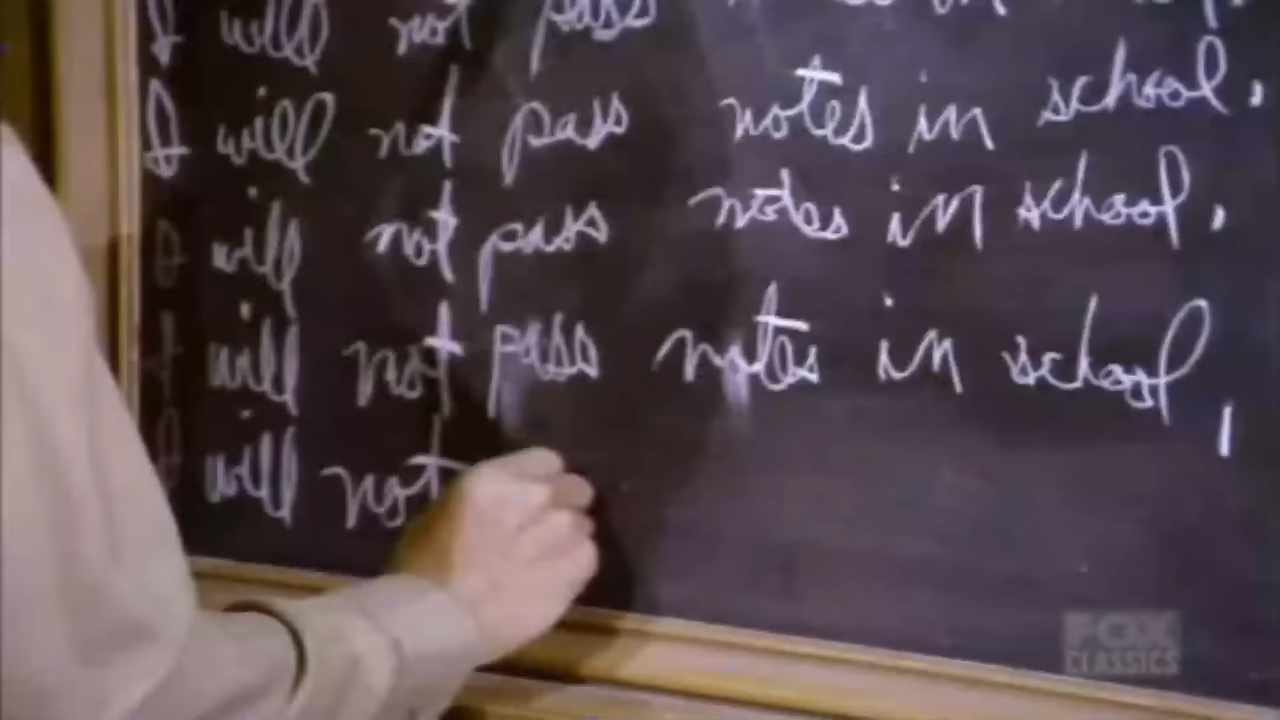 I will not pass
I will not pass notes in school.
I will not pass notes in school.
I will not pass notes in school,
I will not
FOX
CLASSICS